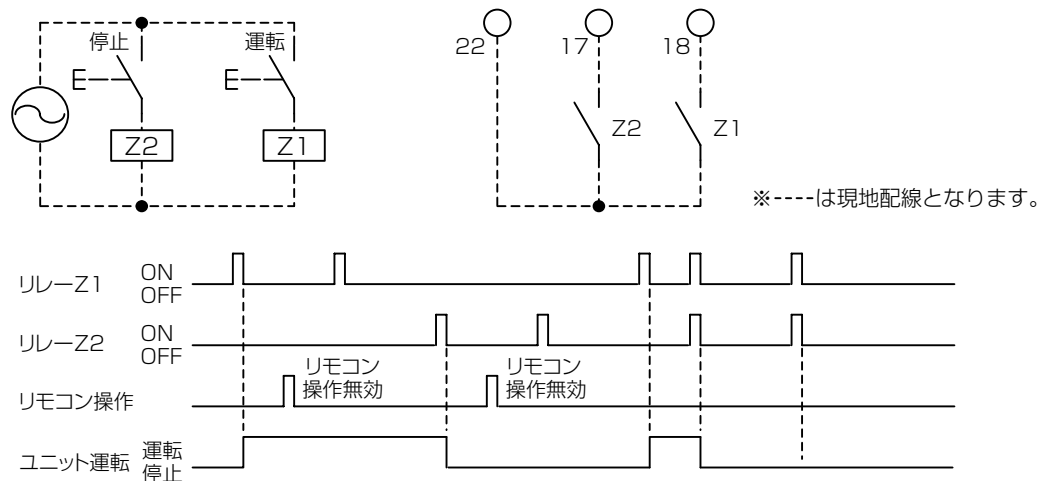 停止
運転
Z2
Z1
22
17
18
Z2
Z1
※----は現地配線となります。
リレーZ1
ON
OFF
リレーZ2
ON
OFF
リモコン操作
リモコン
操作無効
リモコン
操作無効
ユニット運転
運転
停止